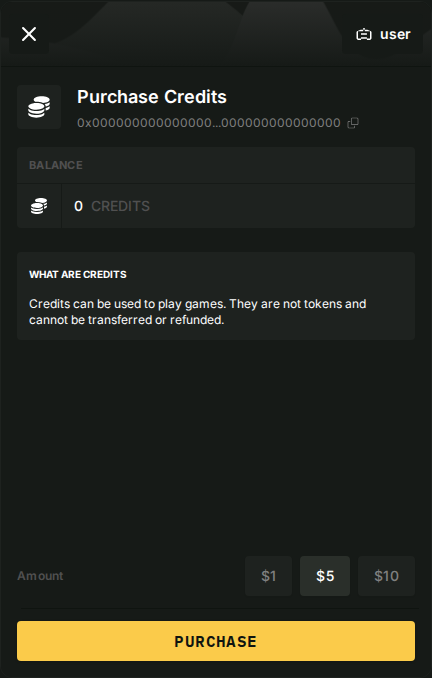 user
Purchase Credits
0x000000000000000...000000000000000
BALANCE
0 CREDITS
WHAT ARE CREDITS
Credits can be used to play games. They are not tokens and
cannot be transferred or refunded.
Amount $1 $5 $10
PURCHASE